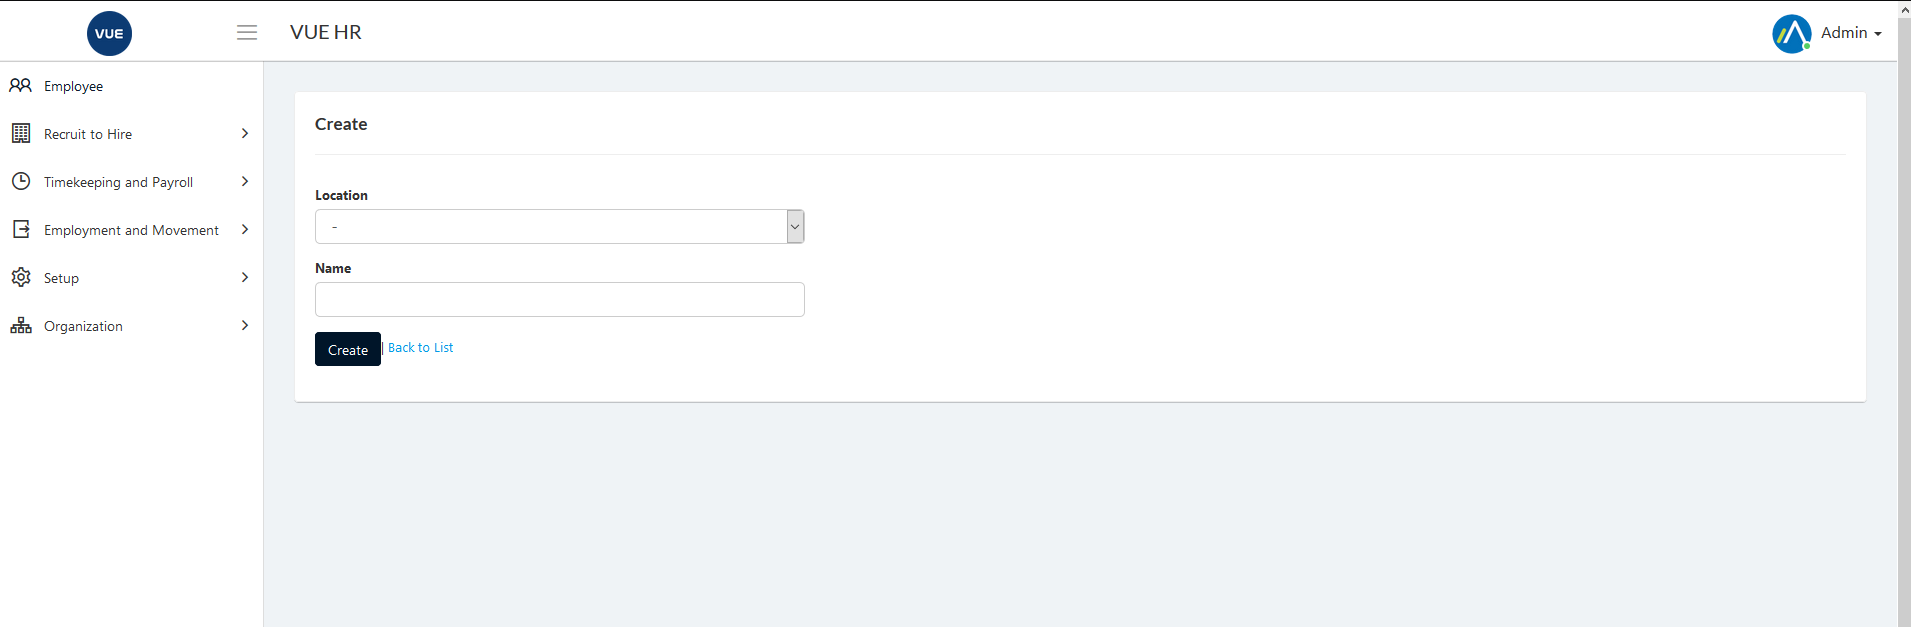 VUE
VUE HR
Admin
Employee
Recruit to Hire
Timekeeping and Payroll
Employment and Movement
Setup
Organization
Create
Location
-
Name
Create | Back to List